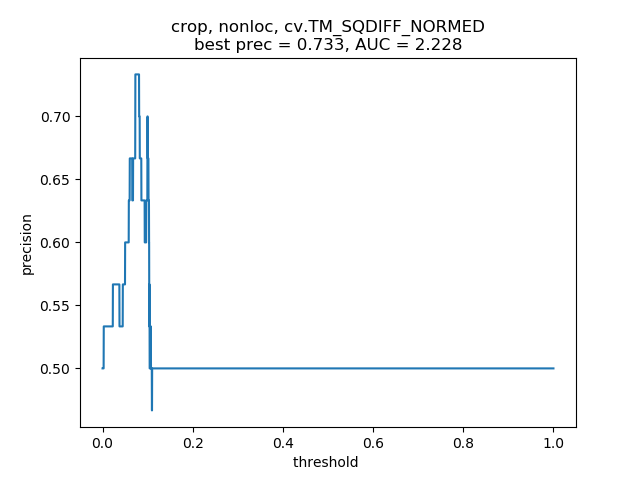 crop, nonloc, cv.TM_SQDIFF_NORMED
best prec = 0.733, AUC = 2.228
0.70
0.65
0.60
0.55
0.50
precision
0.0 0.2 0.4 0.6 0.8 1.0
threshold